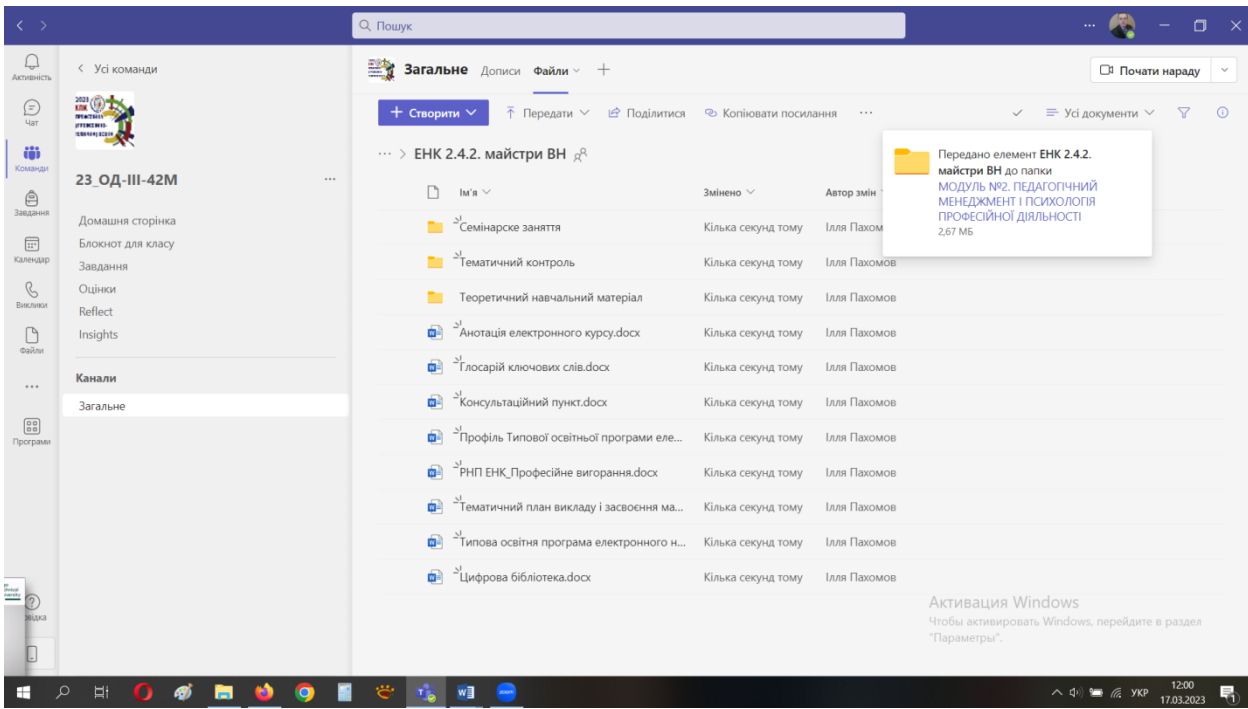 Пошук
Активність
Чат
Команди
Завдання
Календар
Виклики
Файли
Програми
Усі команди
2023
23_ОД-ІІІ-42М
Домашня сторінка
Блокнот для класу
Завдання
Оцінки
Reflect
Insights
Канали
Загальне
Загальне Дописи Файли
Почати нараду
Створити Передати Поділитися Копіювати посилання
Усі документи
ЕНК 2.4.2. майстри ВН
Передано елемент ЕНК 2.4.2.
майстри ВН до папки
МОДУЛЬ №2. ПЕДАГОГІЧНИЙ
МЕНЕДЖМЕНТ І ПСИХОЛОГІЯ
ПРОФЕСІЙНОЇ ДІЯЛЬНОСТІ
2,67 МБ
Ім'я Змінено Автор змін
Семінарске заняття Кілька секунд тому Ілля Пахом
Тематичний контроль Кілька секунд тому Ілля Пахомов
Теоретичний навчальний матеріал Кілька секунд тому Ілля Пахомов
Анотація електронного курсу.docx Кілька секунд тому Ілля Пахомов
Глосарій ключових слів.docx Кілька секунд тому Ілля Пахомов
Консультаційний пункт.docx Кілька секунд тому Ілля Пахомов
Профіль Типової освітньої програми еле... Кілька секунд тому Ілля Пахомов
РНП ЕНК_Професійне вигорання.docx Кілька секунд тому Ілля Пахомов
Тематичний план викладу і засвоєння ма... Кілька секунд тому Ілля Пахомов
Типова освітня програма електронного н... Кілька секунд тому Ілля Пахомов
Цифрова бібліотека.docx Кілька секунд тому Ілля Пахомов
Активация Windows
Чтобы активировать Windows, перейдите в раздел
"Параметры".
відка
zoom
УКР
12:00
17.03.2023